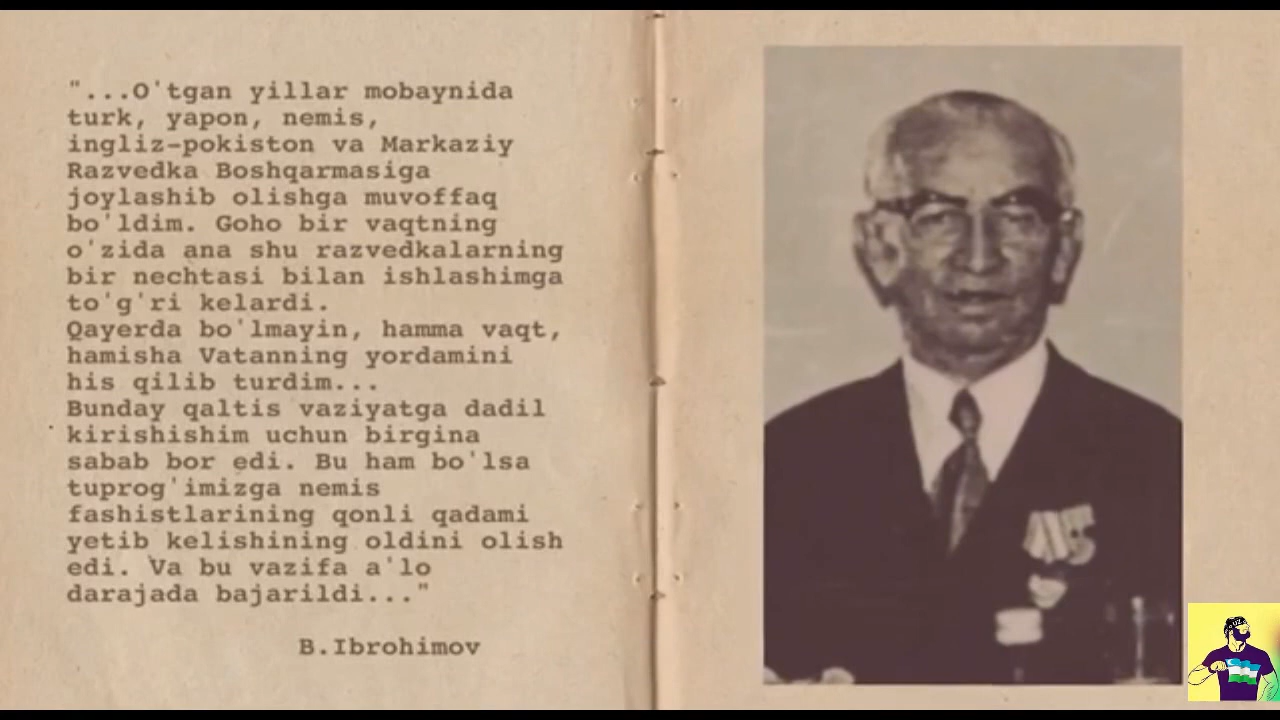 "...O'tgan yillar mobaynida
turk, yapon, nemis,
ingliz-pokiston va Markaziy
Razvedka Boshqarmasiga
joylashib olishga muvoffaq
bo'ldim. Goho bir vaqtning
o'zida ana shu razvedkalarning
bir nechtasi bilan ishlashimga
to'g'ri kelardi.
Qayerda bo'lmayin, hamma vaqt,
hamisha Vatanning yordamini
his qilib turdim...
Bunday qaltis vaziyatga dadil
kirishishim uchun birgina
sabab bor edi. Bu ham bo'lsa
tuprog'imizga nemis
fashistlarining qonli qadami
yetib kelishining oldini olish
edi. Va bu vazifa a'lo
darajada bajarildi..."
B.Ibrohimov